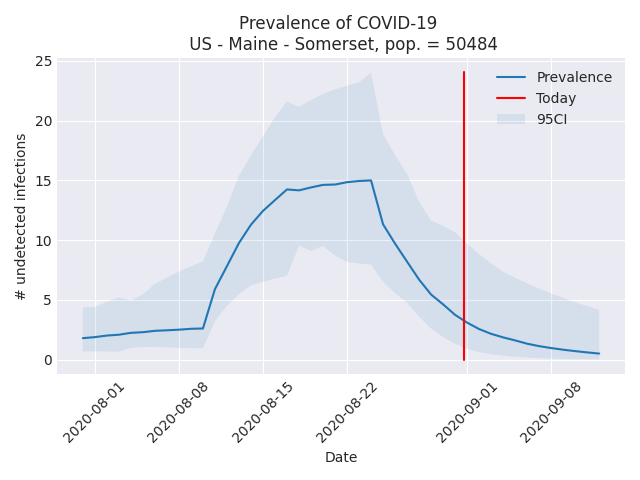 Prevalence of COVID-19
US - Maine - Somerset, pop. = 50484
25
20
15
10
5
0
# undetected infections
Prevalence
Today
95CI
2020-08-01
2020-08-08
2020-08-15
2020-08-22
2020-09-01
2020-09-08
Date